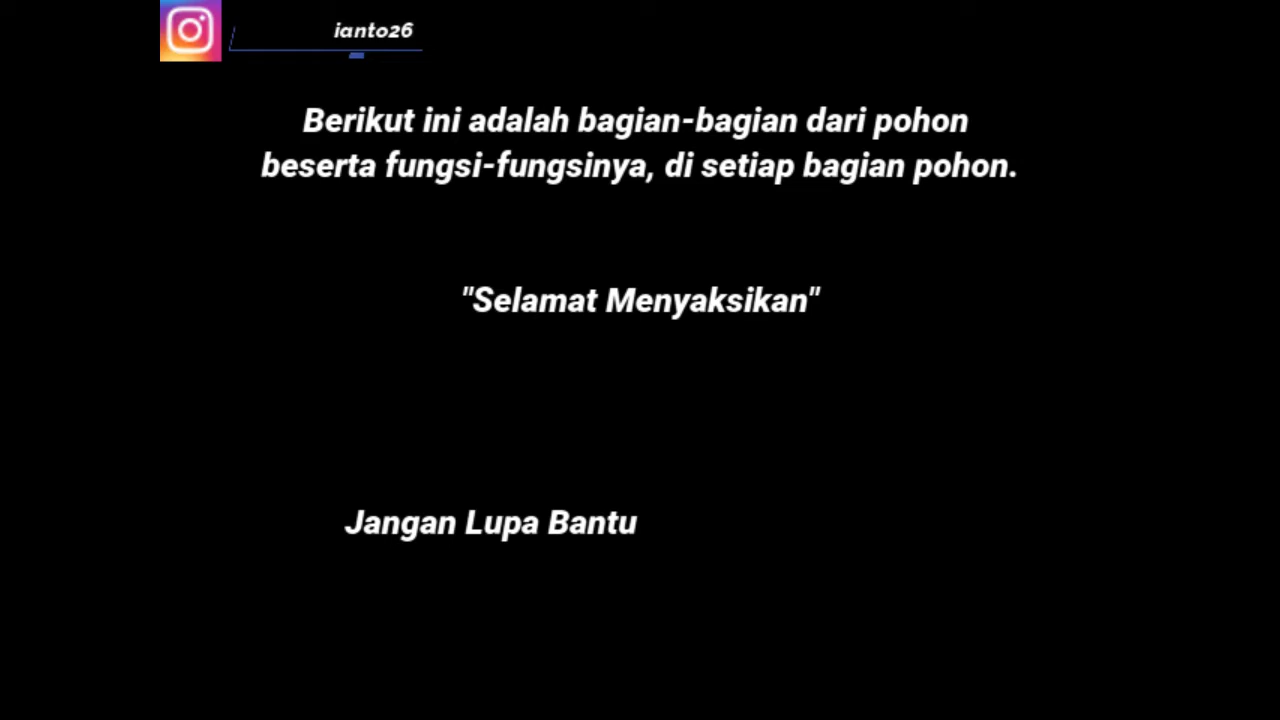 ianto26
Berikut ini adalah bagian-bagian dari pohon
beserta fungsi-fungsinya, di setiap bagian pohon.
"Selamat Menyaksikan"
Jangan Lupa Bantu